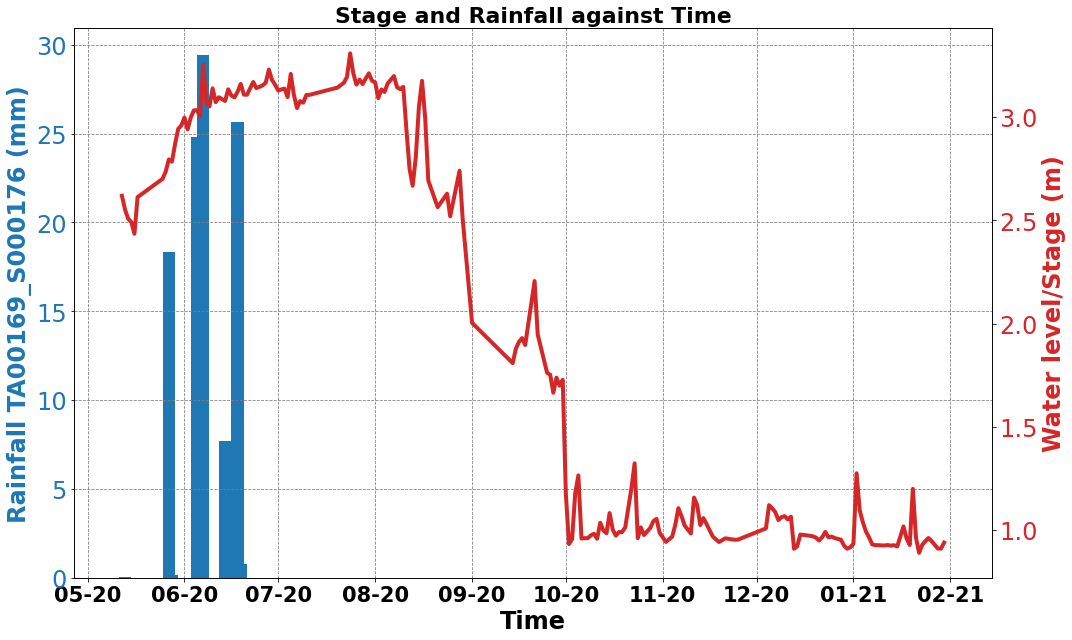 Stage and Rainfall against Time
Rainfall TA00169_S000176 (mm)
30
25
20
15
10
5
0
3.0
2.5
2.0
1.5
1.0
Water level/Stage (m)
05-20 06-20 07-20 08-20 09-20 10-20 11-20 12-20 01-21 02-21
Time